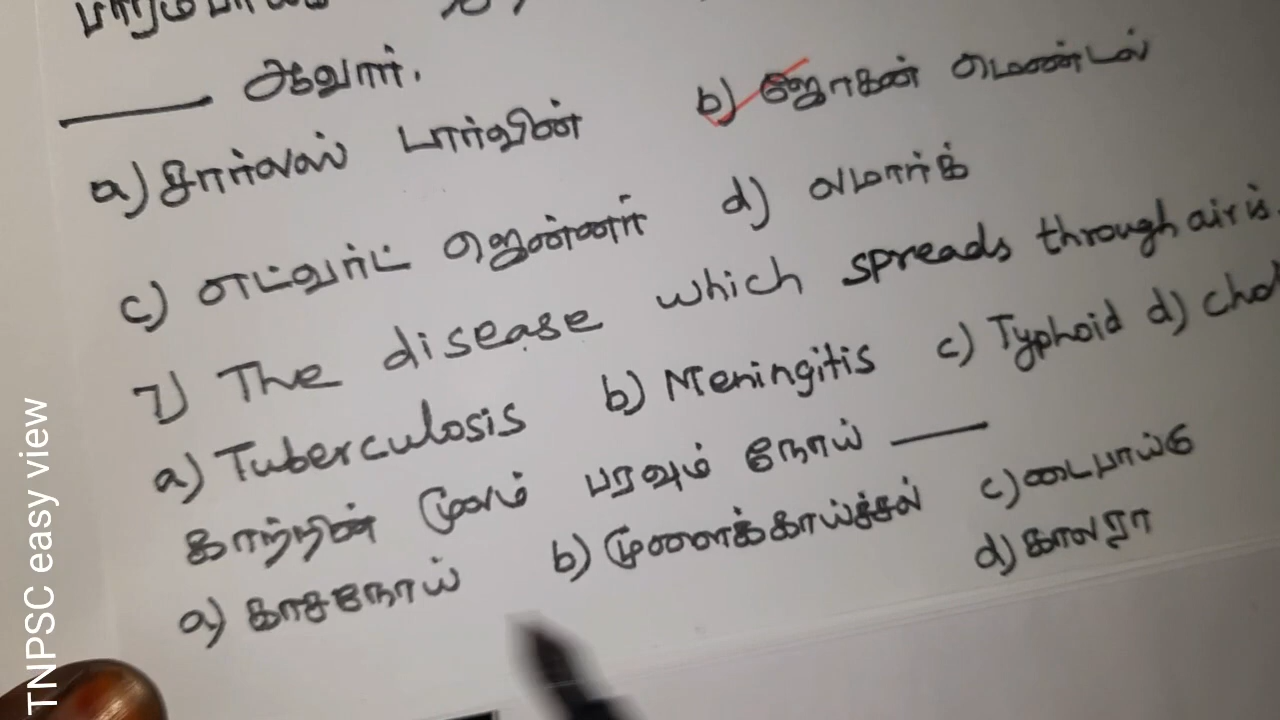 ______ ஆவார்.
a) சார்லஸ் டார்வின் b) ஜோகன் மெண்டல்
c) எட்வர்ட் ஜென்னர் d) லமார்க்
7) The disease which spreads through air is
a) Tuberculosis b) Meningitis c) Typhoid d) Chol
காற்றின் மூலம் பரவும் நோய் ______
a) காசநோய் b) மூளைக்காய்ச்சல் c) டைபாய்டு
d) காலரா
TNPSC easy view